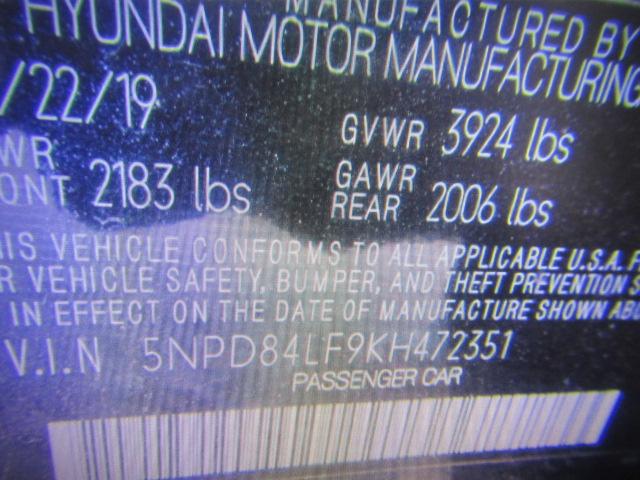 MANUFACTURED BY
HYUNDAI MOTOR MANUFACTURING
/22/19
GVWR 3924 lbs
WR
ONT 2183 lbs
GAWR
REAR 2006 lbs
HIS VEHICLE CONFORMS TO ALL APPLICABLE U.S.A. F
R VEHICLE SAFETY, BUMPER, AND THEFT PREVENTION S
IN EFFECT ON THE DATE OF MANUFACTURE SHOWN ABO
V.I.N 5NPD84LF9KH472351
PASSENGER CAR